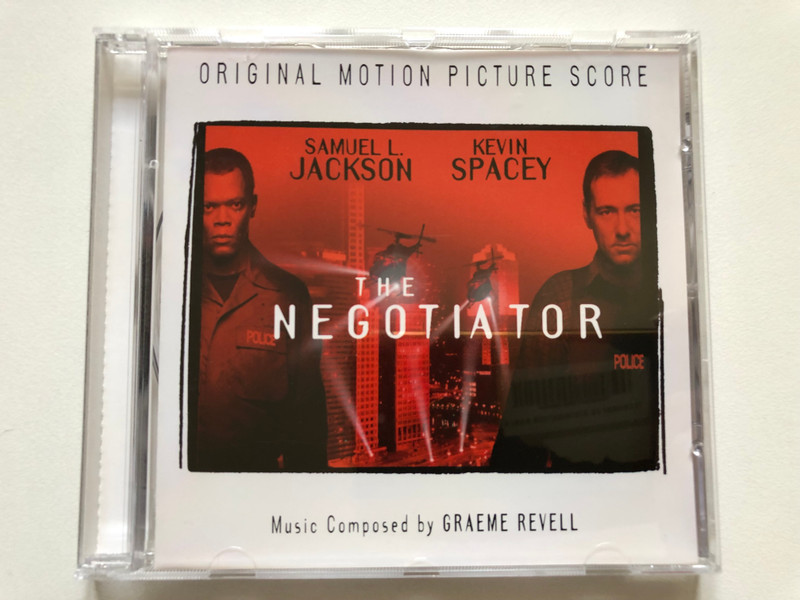 ORIGINAL MOTION PICTURE SCORE
SAMUEL L. JACKSON
KEVIN SPACEY
THE
NEGOTIATOR
POLICE
POLICE
Music Composed by GRAEME REVELL